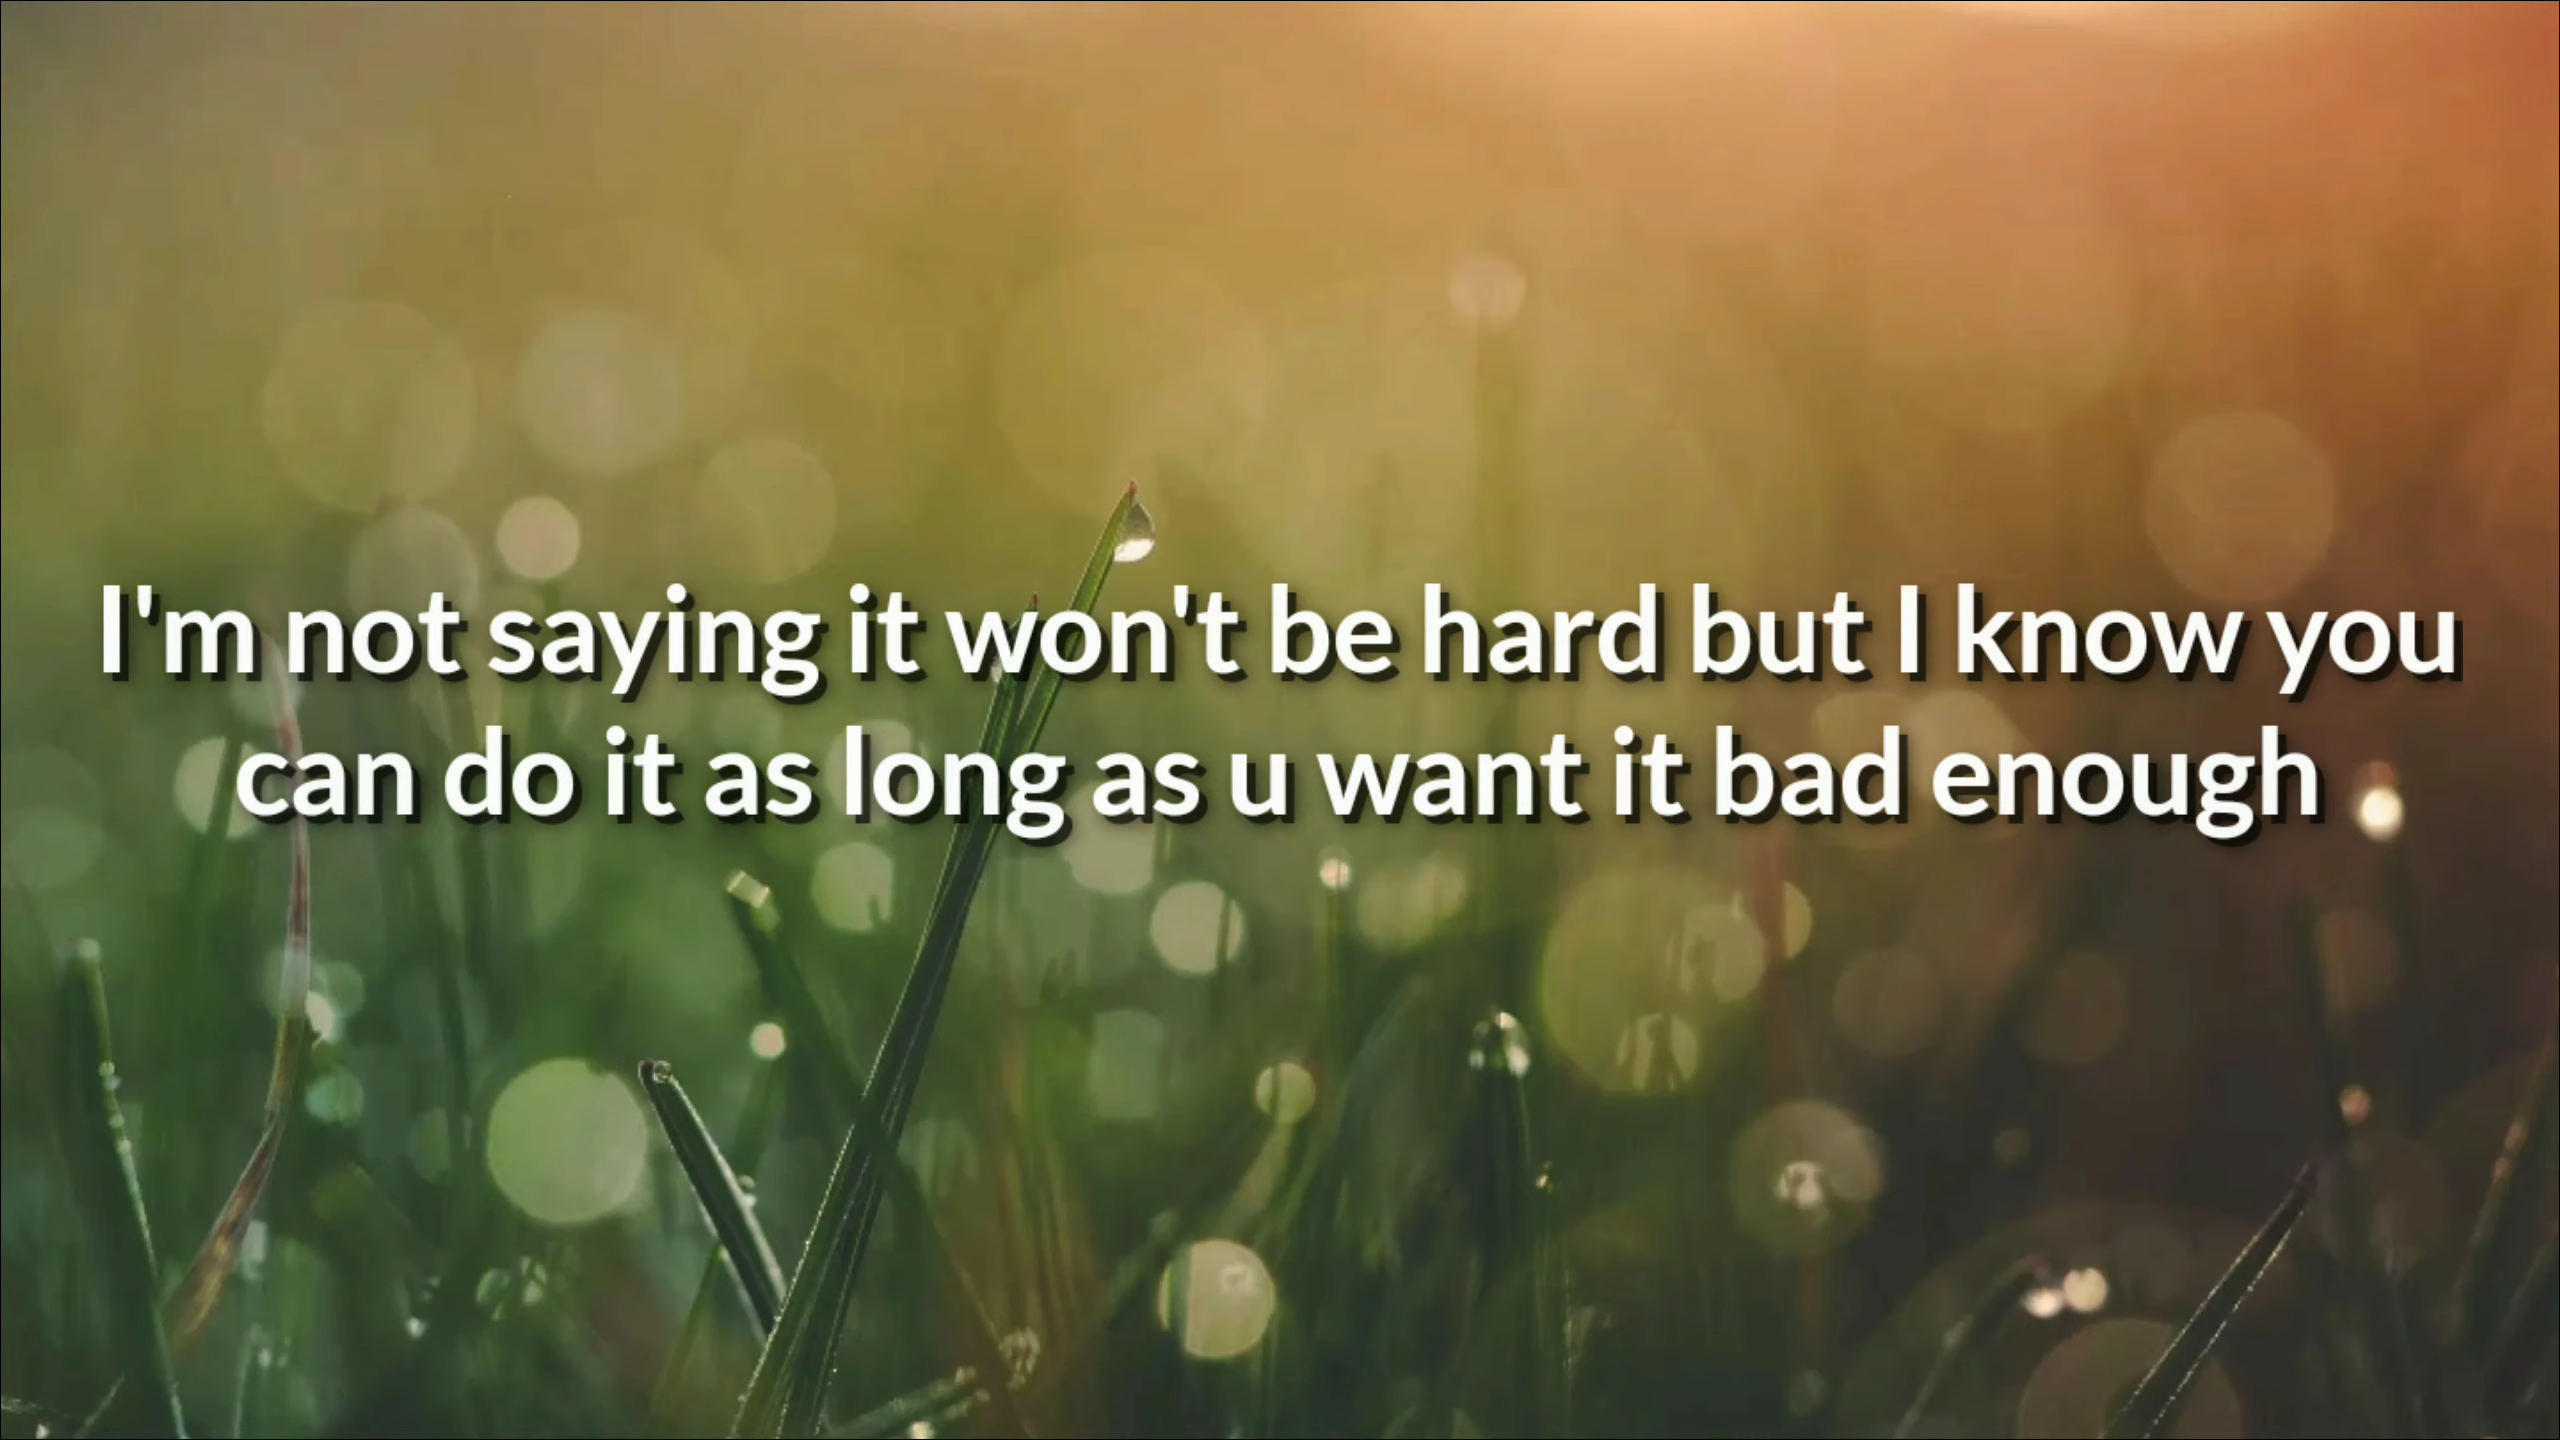 I'm not saying it won't be hard but I know you
can do it as long as u want it bad enough